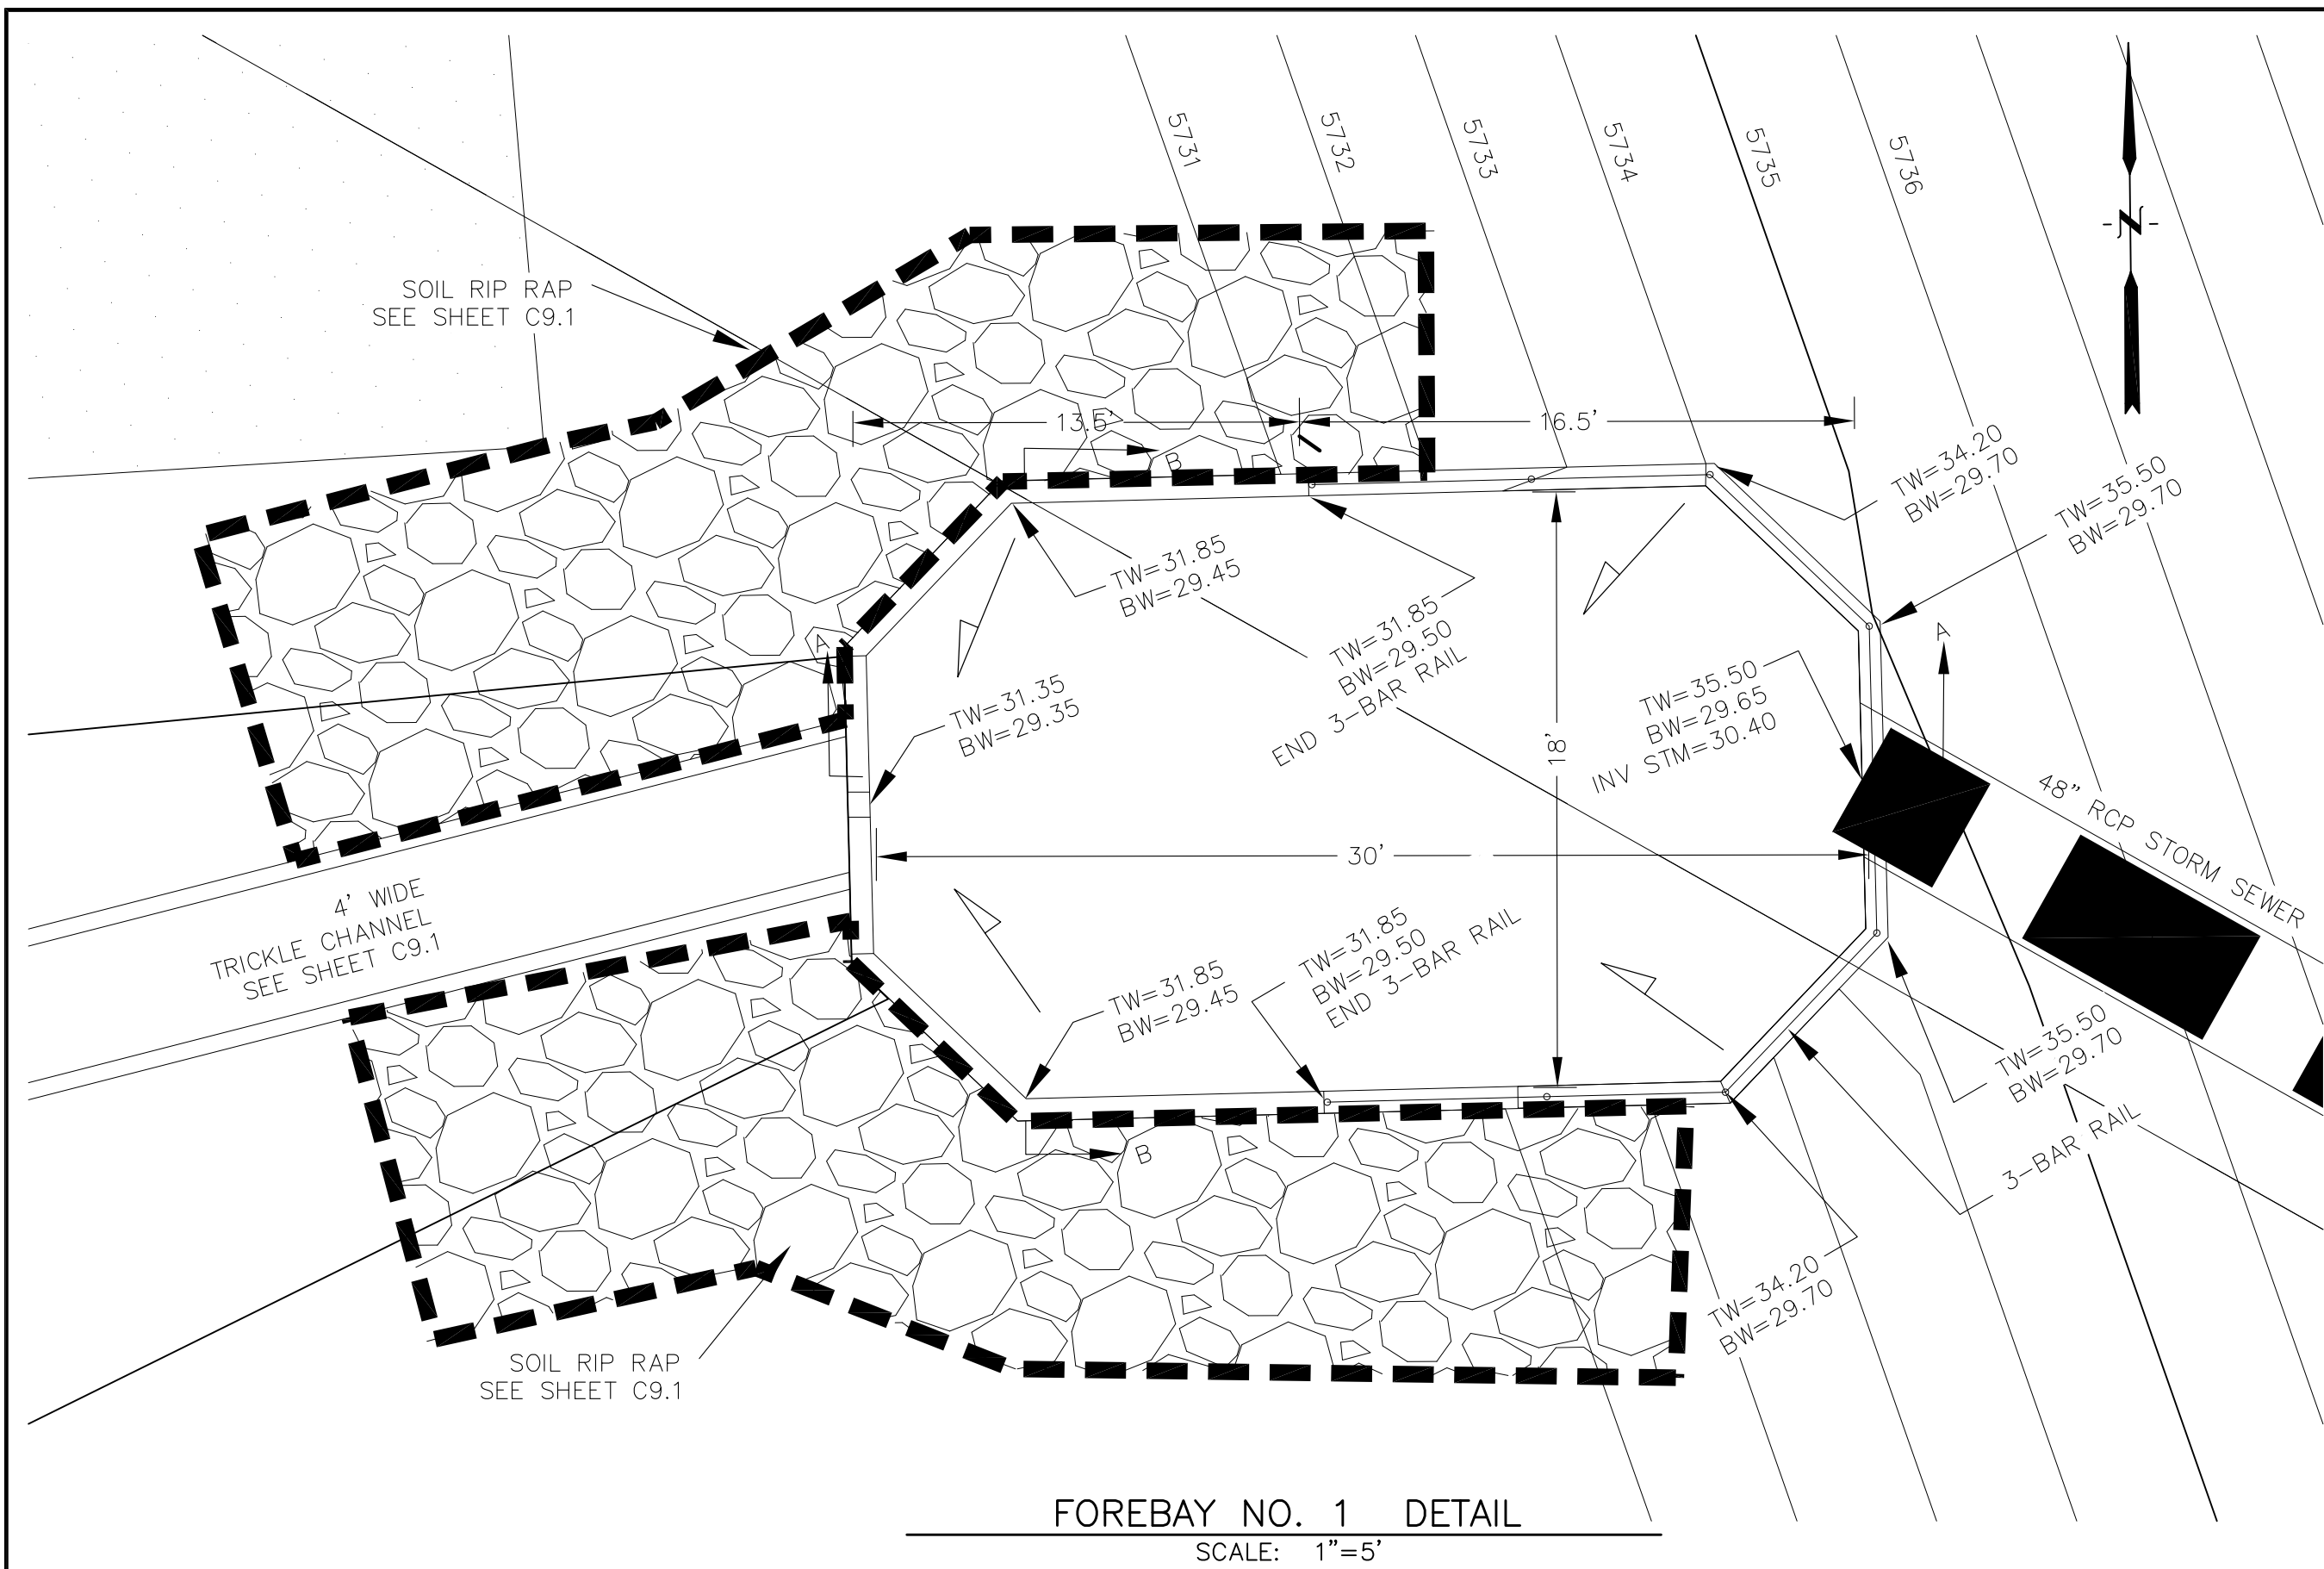 5731
5732
5733
5734
5735
5736
-N-
SOIL RIP RAP
SEE SHEET C9.1
13.5'
16.5'
B
TW=34.20
BW=29.70
TW=35.50
BW=29.70
TW=31.85
BW=29.45
TW=31.85
BW=29.50
END 3-BAR RAIL
A
A
TW=31.35
BW=29.35
TW=35.50
BW=29.65
INV STM=30.40
18'
48" RCP STORM SEWER
30'
4' WIDE
TRICKLE CHANNEL
SEE SHEET C9.1
TW=31.85
BW=29.45
TW=31.85
BW=29.50
END 3-BAR RAIL
TW=35.50
BW=29.70
3-BAR RAIL
B
TW=34.20
BW=29.70
SOIL RIP RAP
SEE SHEET C9.1
FOREBAY NO. 1 DETAIL
SCALE: 1"=5'